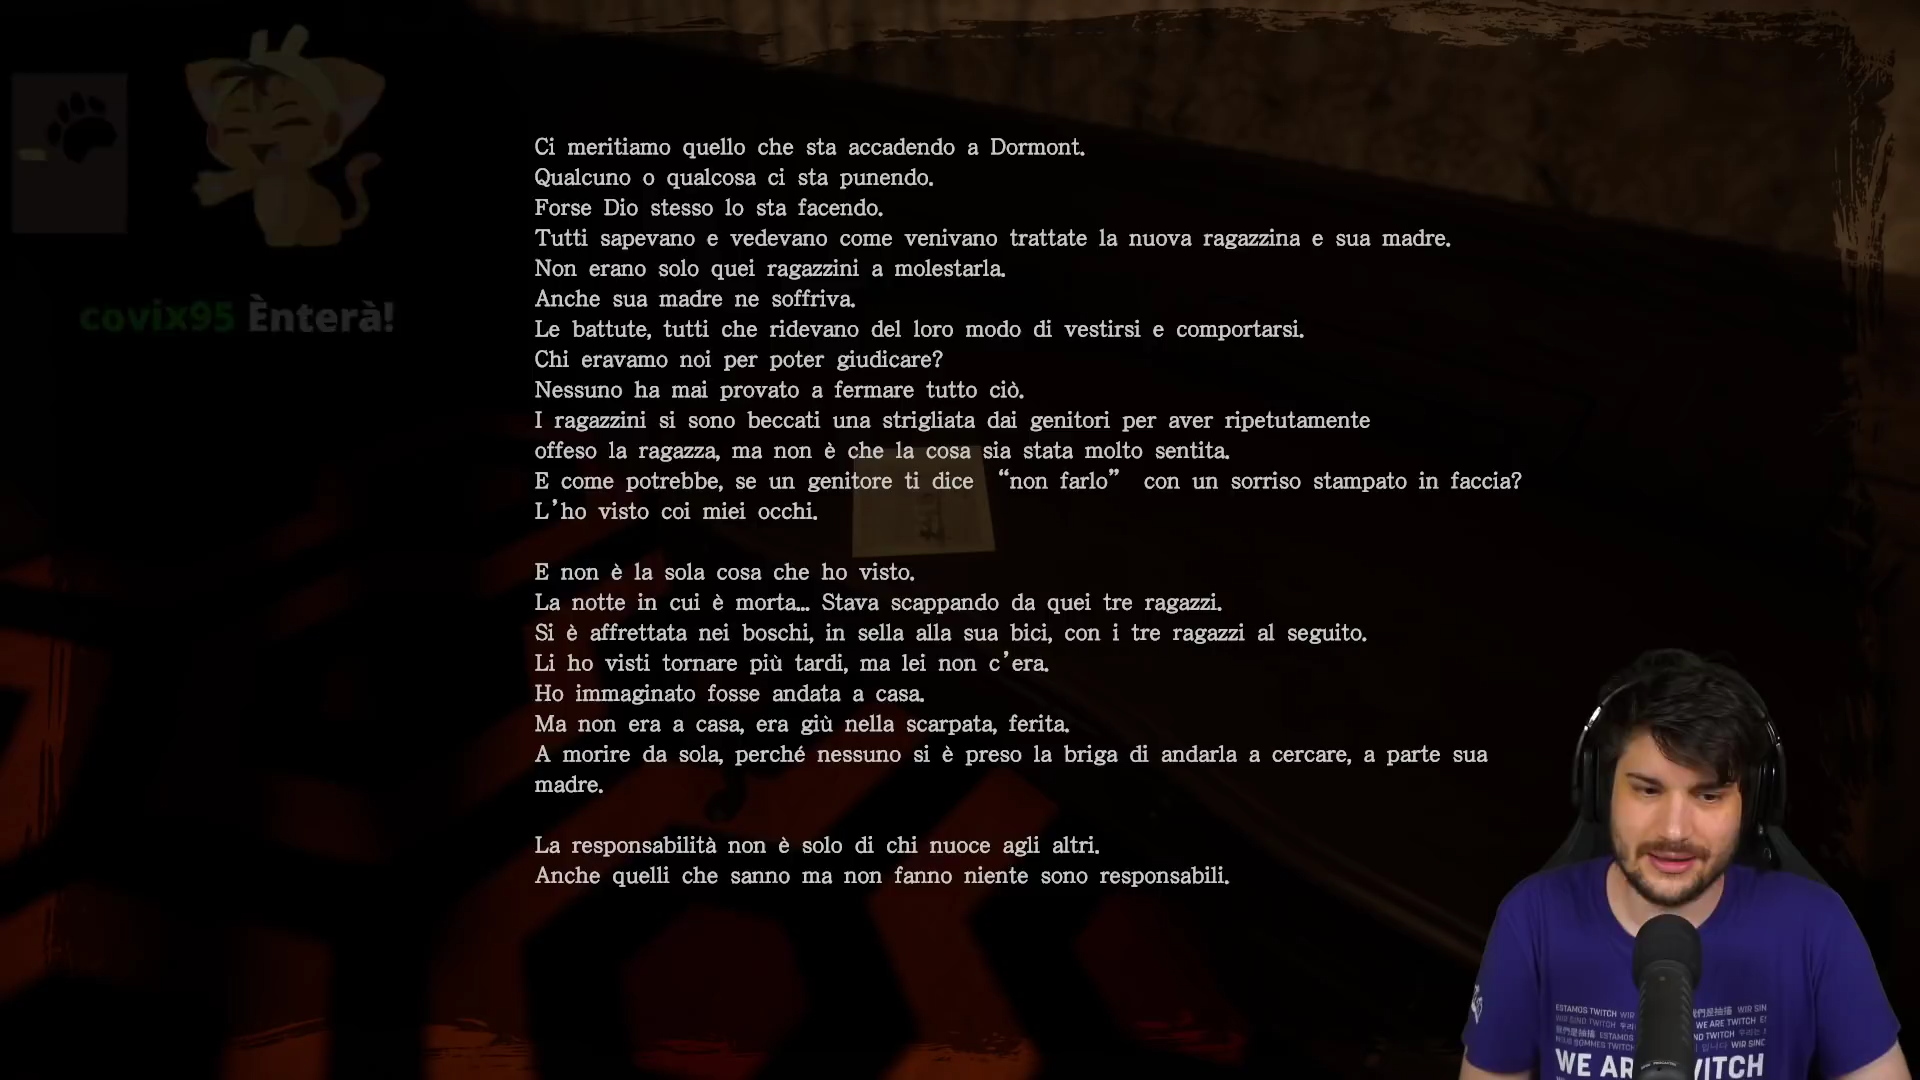 covix95 Ènterà!
Ci meritiamo quello che sta accadendo a Dormont.
Qualcuno o qualcosa ci sta punendo.
Forse Dio stesso lo sta facendo.
Tutti sapevano e vedevano come venivano trattate la nuova ragazzina e sua madre.
Non erano solo quei ragazzini a molestarla.
Anche sua madre ne soffriva.
Le battute, tutti che ridevano del loro modo di vestirsi e comportarsi.
Chi eravamo noi per poter giudicare?
Nessuno ha mai provato a fermare tutto ciò.
I ragazzini si sono beccati una strigliata dai genitori per aver ripetutamente
offeso la ragazza, ma non è che la cosa sia stata molto sentita.
E come potrebbe, se un genitore ti dice “non farlo” con un sorriso stampato in faccia?
L’ho visto coi miei occhi.
E non è la sola cosa che ho visto.
La notte in cui è morta... Stava scappando da quei tre ragazzi.
Si è affrettata nei boschi, in sella alla sua bici, con i tre ragazzi al seguito.
Li ho visti tornare più tardi, ma lei non c’era.
Ho immaginato fosse andata a casa.
Ma non era a casa, era giù nella scarpata, ferita.
A morire da sola, perché nessuno si è preso la briga di andarla a cercare, a parte sua
madre.
La responsabilità non è solo di chi nuoce agli altri.
Anche quelli che sanno ma non fanno niente sono responsabili.
ESTAMOS TWITCH
WE ARE TWITCH
WE AR WITCH